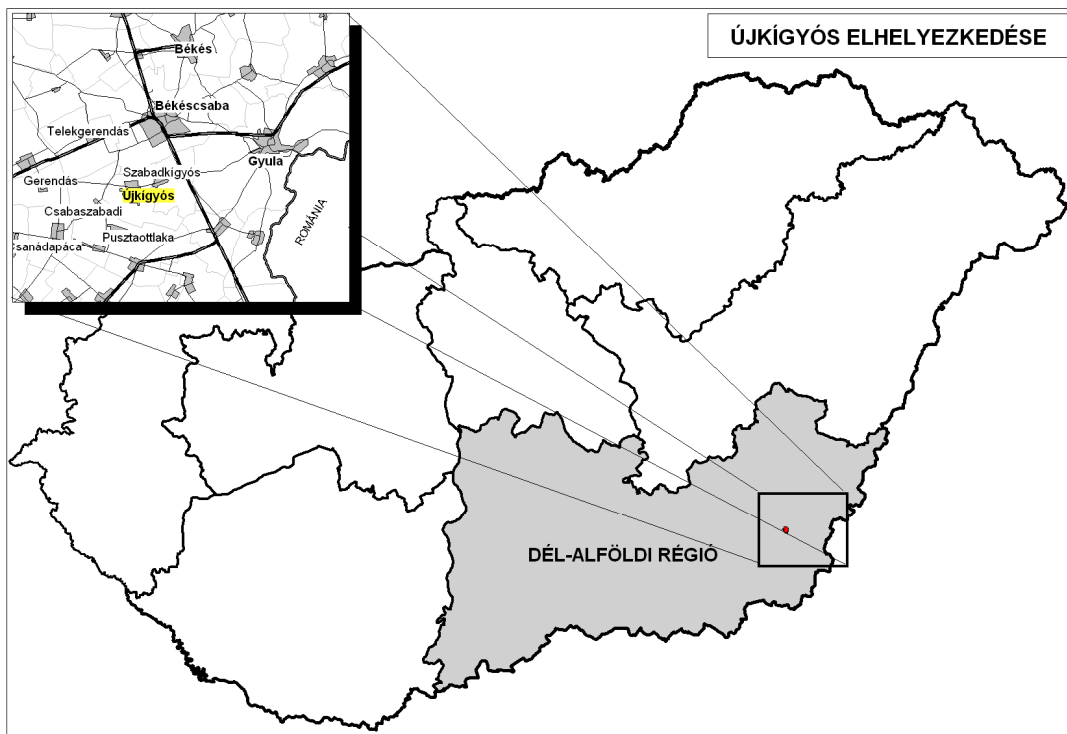 ÚJKÍGYÓS ELHELYEZKEDÉSE
Békés
Békéscsaba
Telekgerendás
Gyula
Szabadkígyós
Gerendás
Újkígyós
Csabaszabadi
ROMÁNIA
Pusztaottlaka
Csanádapáca
DÉL-ALFÖLDI RÉGIÓ